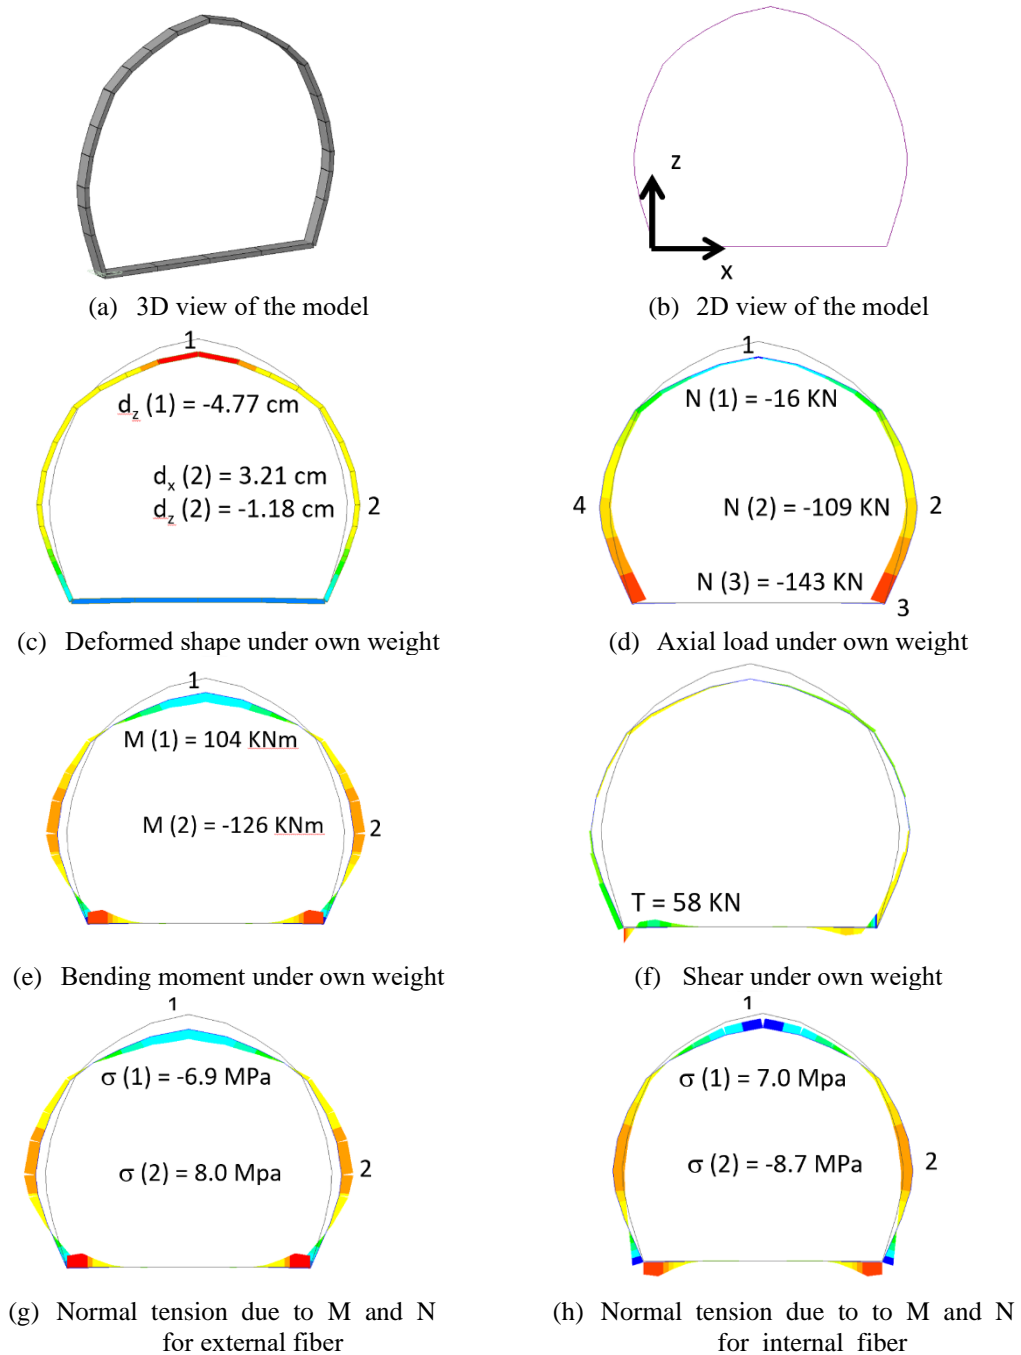 z
x
(a) 3D view of the model
(b) 2D view of the model
1
dz (1) = -4.77 cm
dx (2) = 3.21 cm
dz (2) = -1.18 cm
2
1
N (1) = -16 KN
4
N (2) = -109 KN
2
N (3) = -143 KN
3
(c) Deformed shape under own weight
(d) Axial load under own weight
1
M (1) = 104 KNm
M (2) = -126 KNm
2
T = 58 KN
(e) Bending moment under own weight
(f) Shear under own weight
1
σ (1) = -6.9 MPa
σ (2) = 8.0 Mpa
2
1
σ (1) = 7.0 Mpa
σ (2) = -8.7 MPa
2
(g) Normal tension due to M and N
for external fiber
(h) Normal tension due to to M and N
for internal fiber